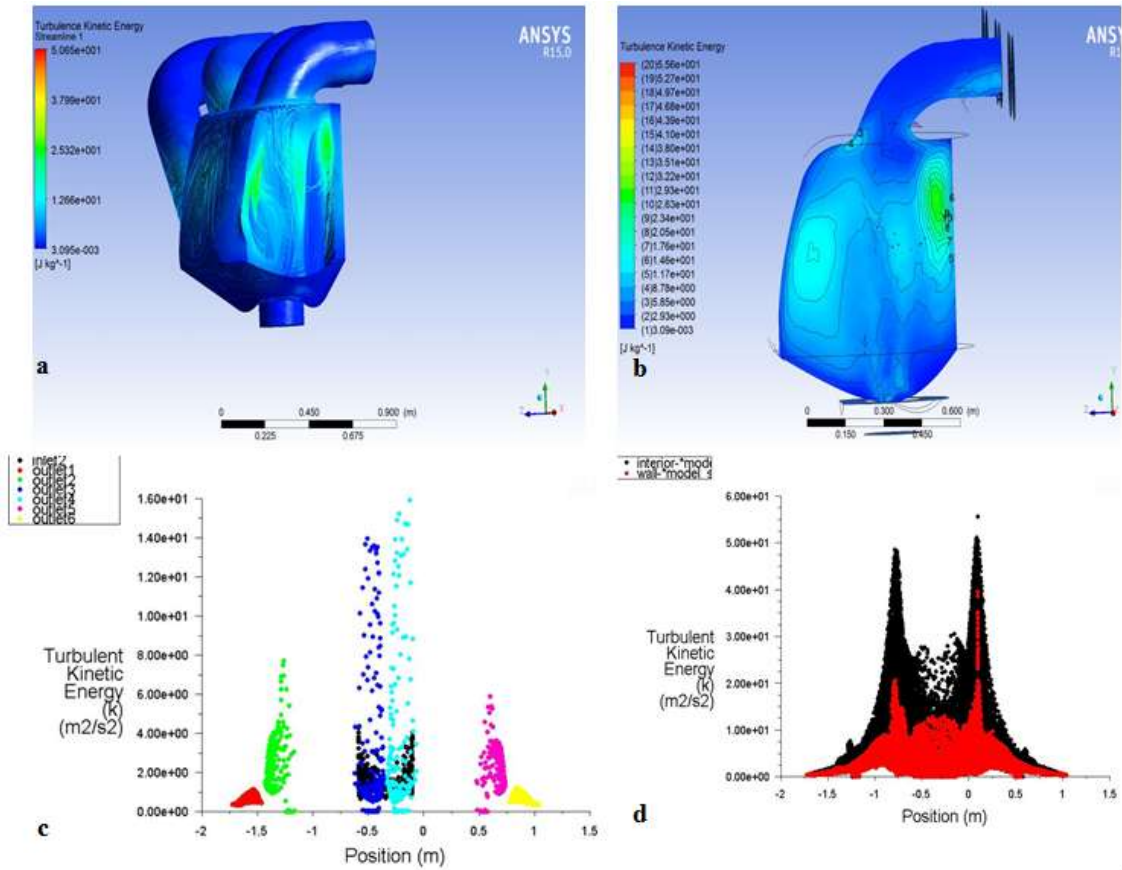 Turbulence Kinetic Energy
Streamline 1
5.065e+001
3.799e+001
2.532e+001
1.266e+001
3.095e-003
[J kg^-1]
ANSYS
R15.0
a
0 0.450 0.900 (m)
0.225 0.675
Y
Z X
Turbulence Kinetic Energy
(20)5.56e+001
(19)5.27e+001
(18)4.97e+001
(17)4.68e+001
(16)4.39e+001
(15)4.10e+001
(14)3.80e+001
(13)3.51e+001
(12)3.22e+001
(11)2.93e+001
(10)2.63e+001
(9)2.34e+001
(8)2.05e+001
(7)1.76e+001
(6)1.46e+001
(5)1.17e+001
(4)8.78e+000
(3)5.85e+000
(2)2.93e+000
(1)3.09e-003
[J kg^-1]
ANSY
R1
b
0 0.300 0.600 (m)
0.150 0.450
Y
Z X
inlet2
outlet1
outlet2
outlet3
outlet4
outlet5
outlet6
1.60e+01
1.40e+01
1.20e+01
1.00e+01
8.00e+00
6.00e+00
4.00e+00
2.00e+00
0.00e+00
Turbulent
Kinetic
Energy
(k)
(m2/s2)
-2 -1.5 -1 -0.5 0 0.5 1 1.5
Position (m)
c
interior-*mode
wall-*model_s
6.00e+01
5.00e+01
4.00e+01
3.00e+01
2.00e+01
1.00e+01
0.00e+00
Turbulent
Kinetic
Energy
(k)
(m2/s2)
-2 -1.5 -1 -0.5 0 0.5 1 1.5
Position (m)
d